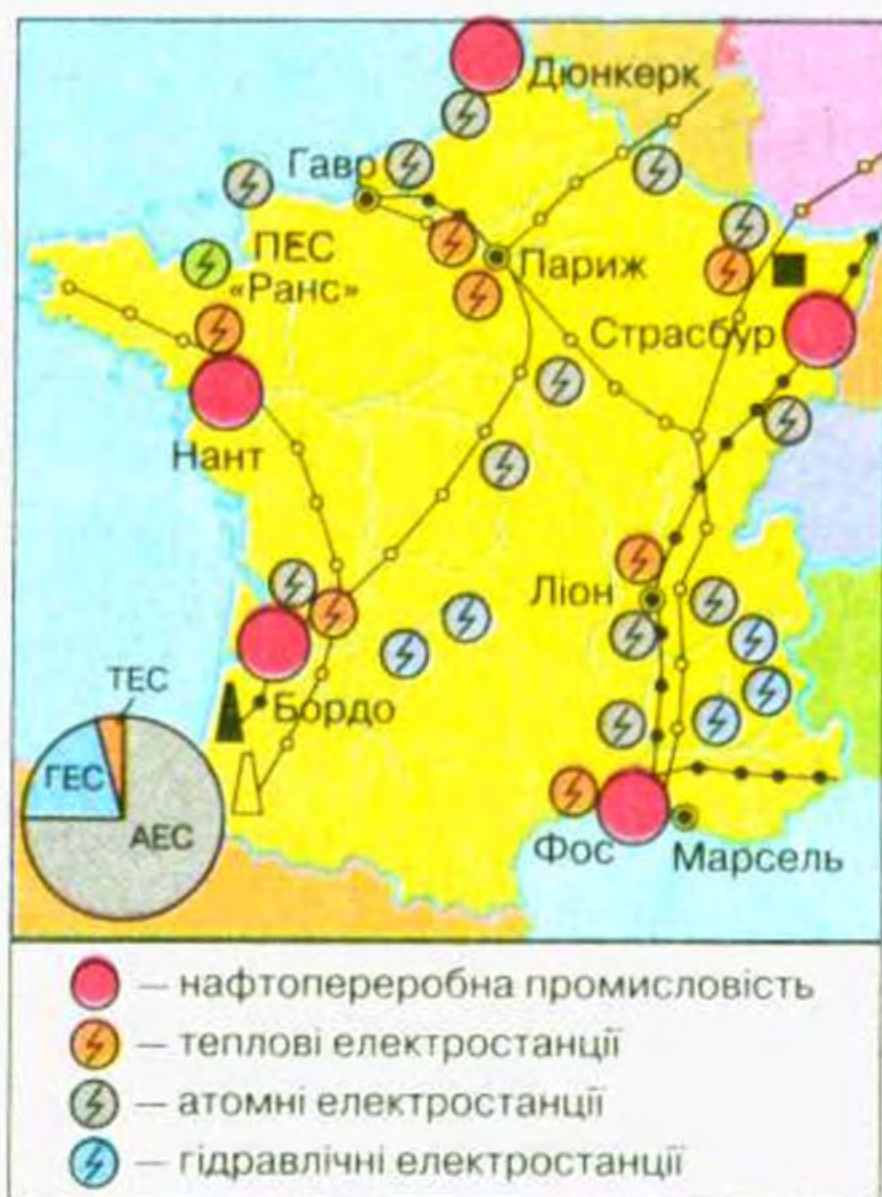 Дюнкерк
Гавр
ПЕС
«Ранс»
Париж
Страсбур
Нант
Ліон
ТЕС
ГЕС
АЕС
Бордо
Фос
Марсель
— нафтопереробна промисловість
— теплові електростанції
— атомні електростанції
— гідравлічні електростанції